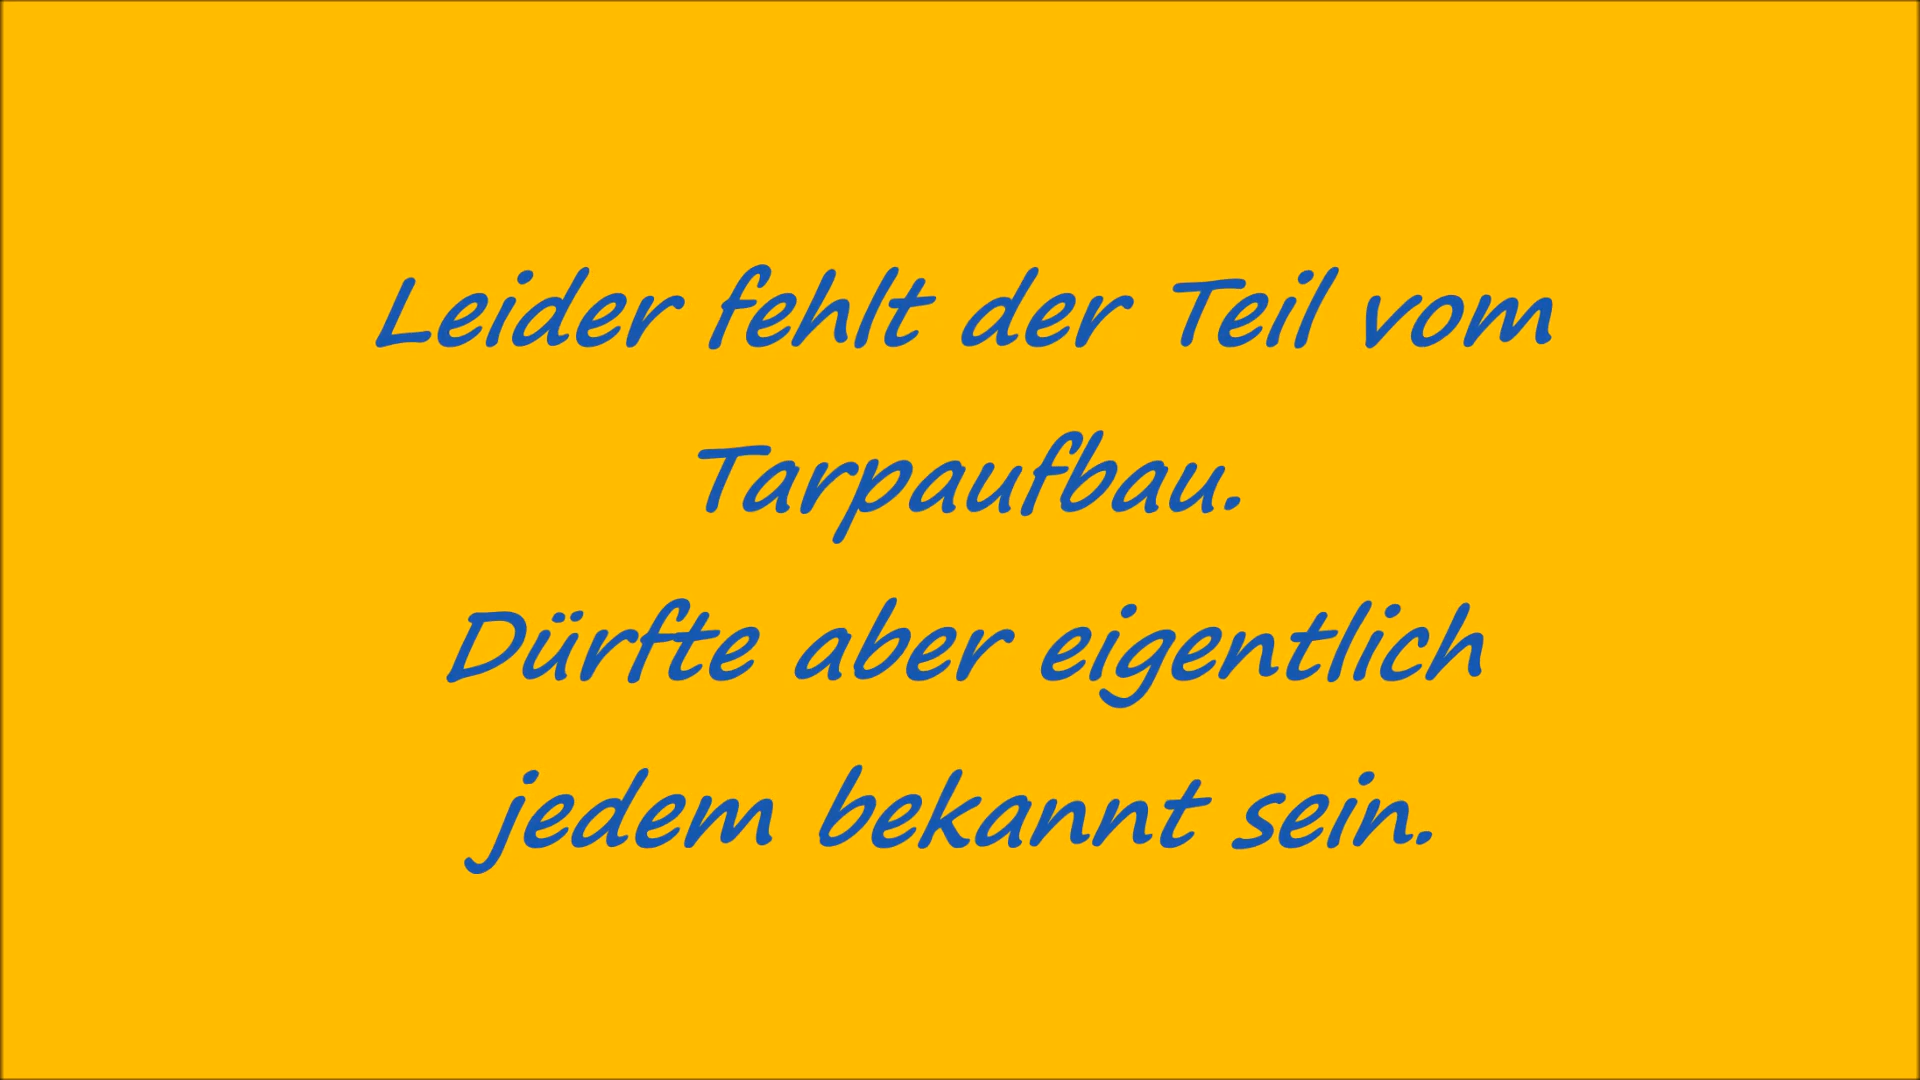 Leider fehlt der Teil vom
Tarpaufbau.
Dürfte aber eigentlich
jedem bekannt sein.